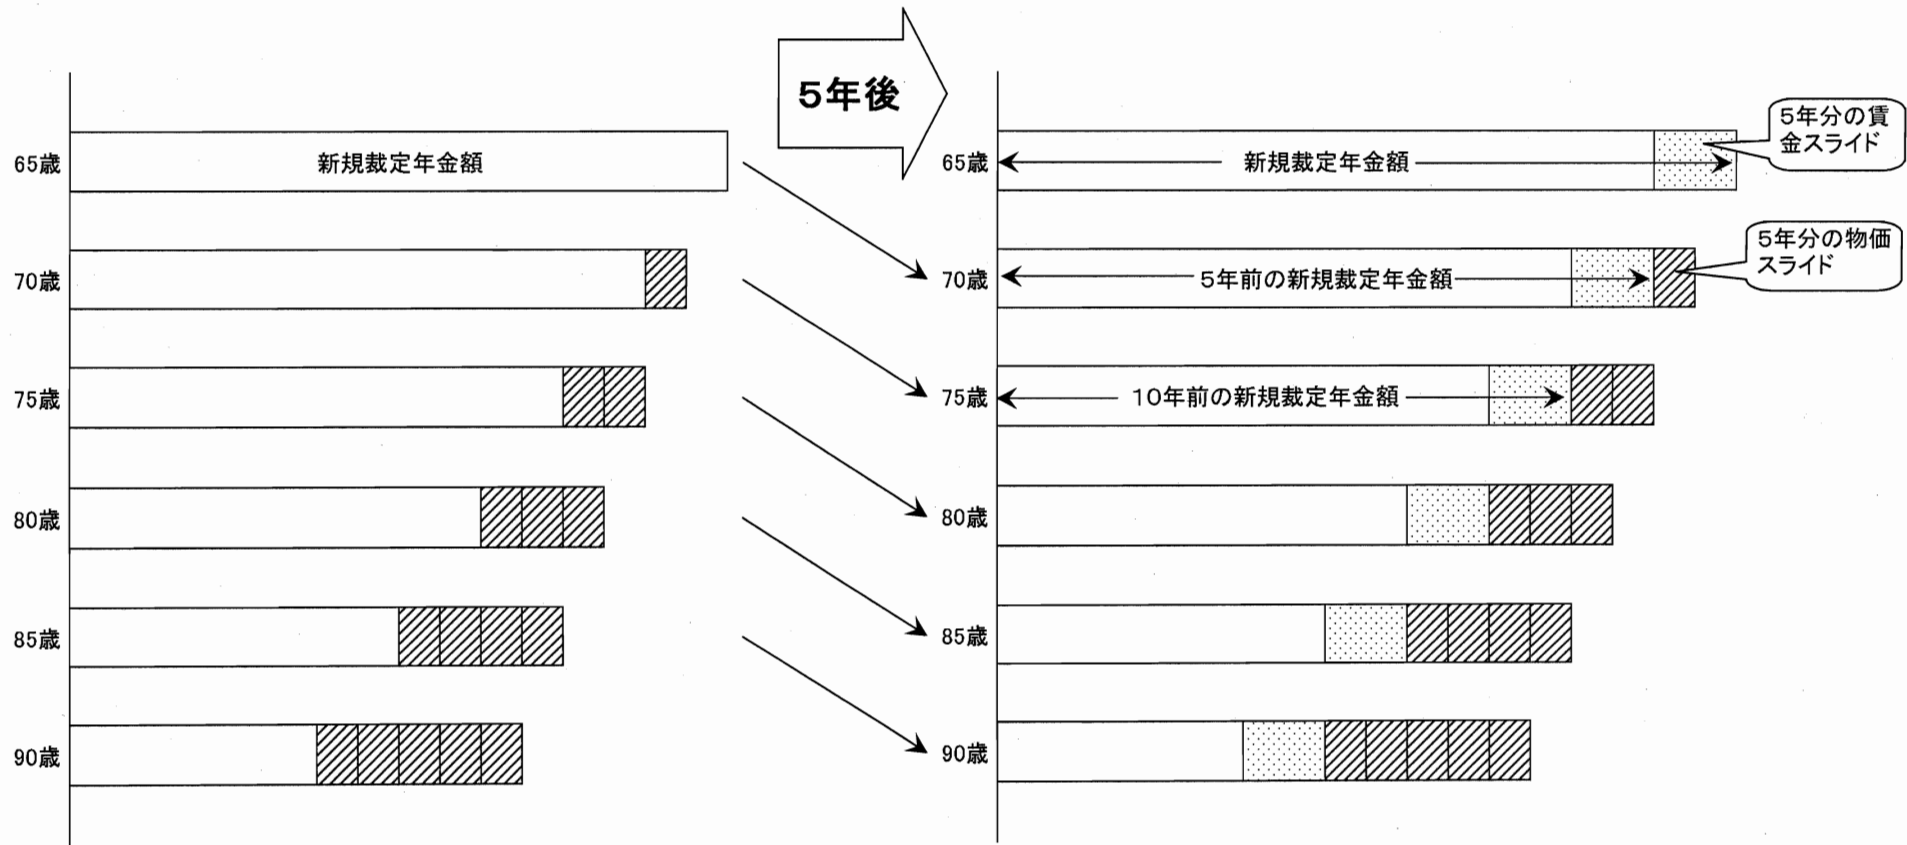 5年後
65歳
新規裁定年金額
70歳
75歳
80歳
85歳
90歳
65歳
新規裁定年金額
5年分の賃
金スライド
70歳
5年前の新規裁定年金額
5年分の物価
スライド
75歳
10年前の新規裁定年金額
80歳
85歳
90歳